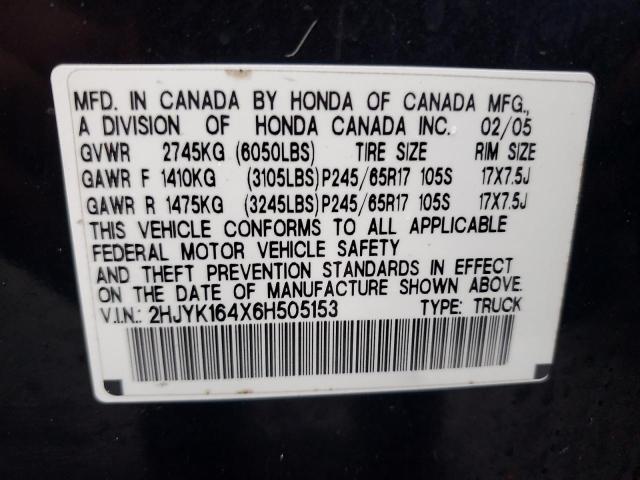 MFD. IN CANADA BY HONDA OF CANADA MFG.,
A DIVISION OF HONDA CANADA INC. 02/05
GVWR 2745KG (6050LBS) TIRE SIZE RIM SIZE
GAWR F 1410KG (3105LBS) P245/65R17 105S 17X7.5J
GAWR R 1475KG (3245LBS) P245/65R17 105S 17X7.5J
THIS VEHICLE CONFORMS TO ALL APPLICABLE
FEDERAL MOTOR VEHICLE SAFETY
AND THEFT PREVENTION STANDARDS IN EFFECT
ON THE DATE OF MANUFACTURE SHOWN ABOVE.
V.I.N.: 2HJYK164X6H505153 TYPE: TRUCK